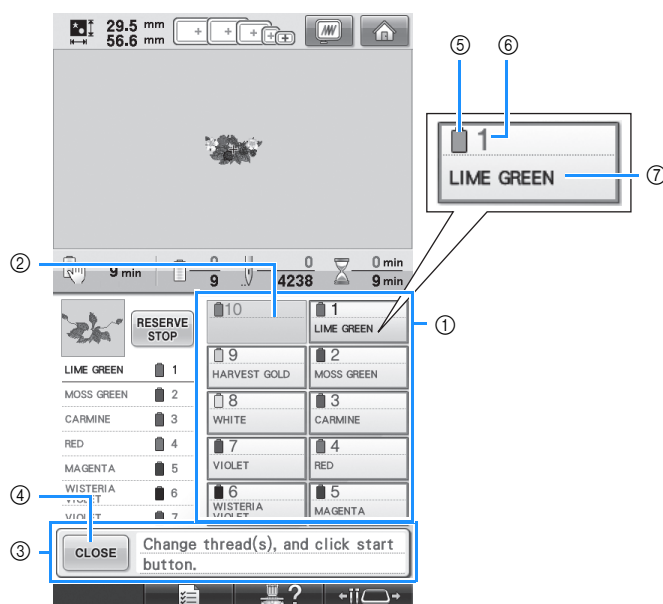 29.5 mm
56.6 mm
⑤ ⑥
1
LIME GREEN
⑦
②
9 min
0
9
0
4238
0 min
9 min
①
RESERVE
STOP
10
1
LIME GREEN
9
HARVEST GOLD
2
MOSS GREEN
8
WHITE
3
CARMINE
7
VIOLET
4
RED
6
WISTERIA
VIOLET
5
MAGENTA
LIME GREEN 1
MOSS GREEN 2
CARMINE 3
RED 4
MAGENTA 5
WISTERIA
VIOLET 6
VIOLET 7
④
③
CLOSE
Change thread(s), and click start
button.
?